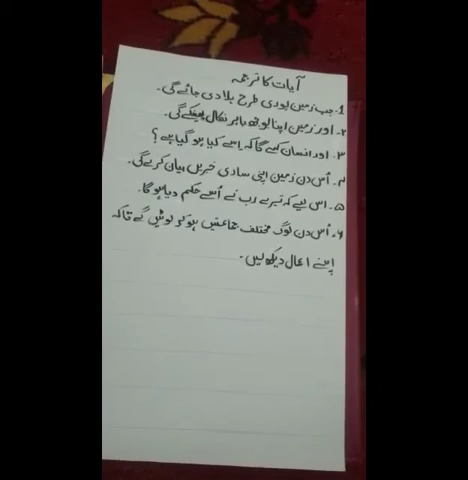 آیات کا ترجمہ
1۔ جب زمین پوری طرح ہلا دی جائے گی۔
۲۔ اور زمین اپنا بوجھ باہر نکال پھینکے گی۔
۳۔ اور انسان کہے گا کہ اسے کیا ہو گیا ہے؟
۴۔ اُس دن زمین اپنی ساری خبریں بیان کرے گی۔
۵۔ اس لیے کہ تیرے رب نے اُسے حکم دیا ہوگا۔
۶۔ اُس دن لوگ مختلف جماعتیں ہو کر لوٹیں گے تاکہ
اپنے اعمال دیکھ لیں۔